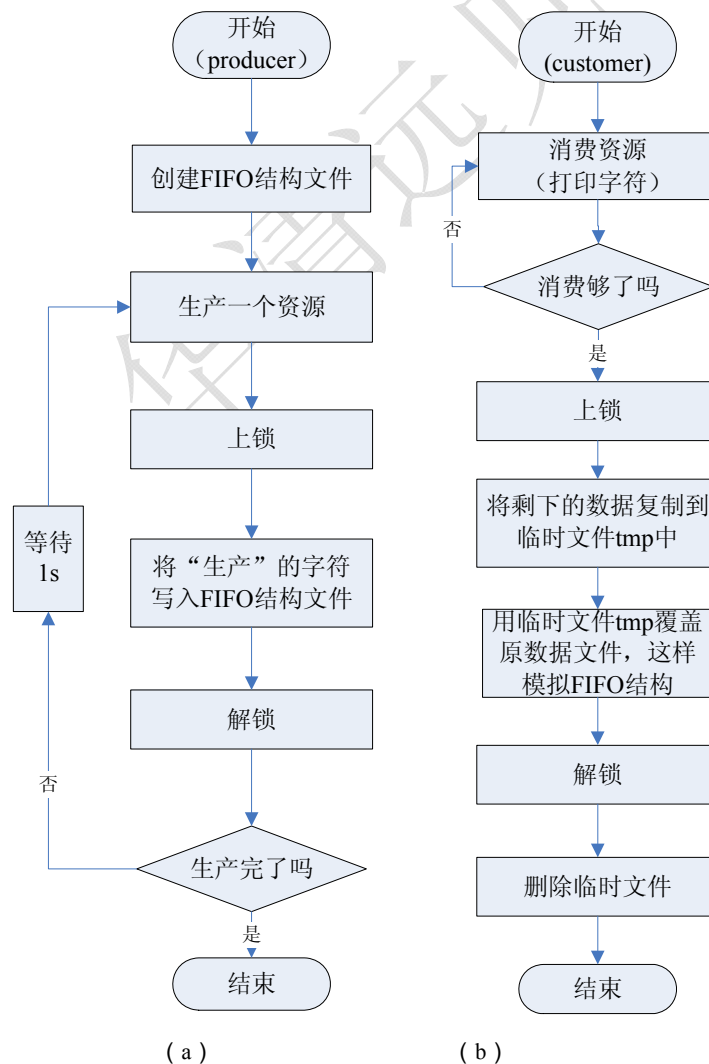 开始
（producer）
创建FIFO结构文件
生产一个资源
上锁
等待
1s
将“生产”的字符
写入FIFO结构文件
解锁
否
生产完了吗
是
结束
（a）
开始
(customer)
消费资源
（打印字符）
否
消费够了吗
是
上锁
将剩下的数据复制到
临时文件tmp中
用临时文件tmp覆盖
原数据文件，这样
模拟FIFO结构
解锁
删除临时文件
结束
（b）
华清远见